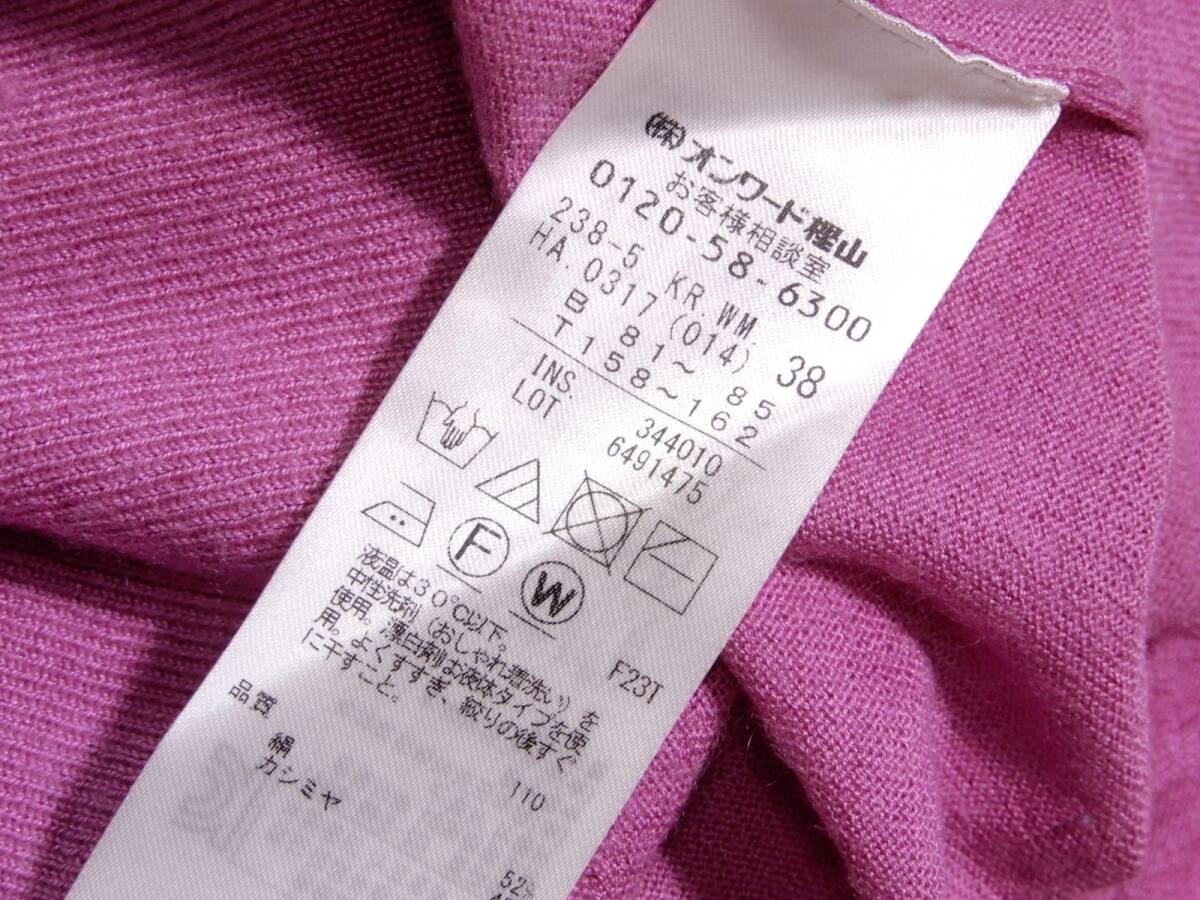 (株)オンワード樫山
お客様相談室
0120-58-6300
238-5 KR.WM.
HA.0317(014) 38
B 81~ 85
T 158~162
INS. 344010
LOT 6491475
F
W
F23T
液温は30℃以下。
中性洗剤(おしゃれ着洗い)を
使用。漂白剤は液体タイプを使
用。よくすすぎ、絞りの後すぐ
に干すこと。
品質
110
絹
カシミヤ
52%